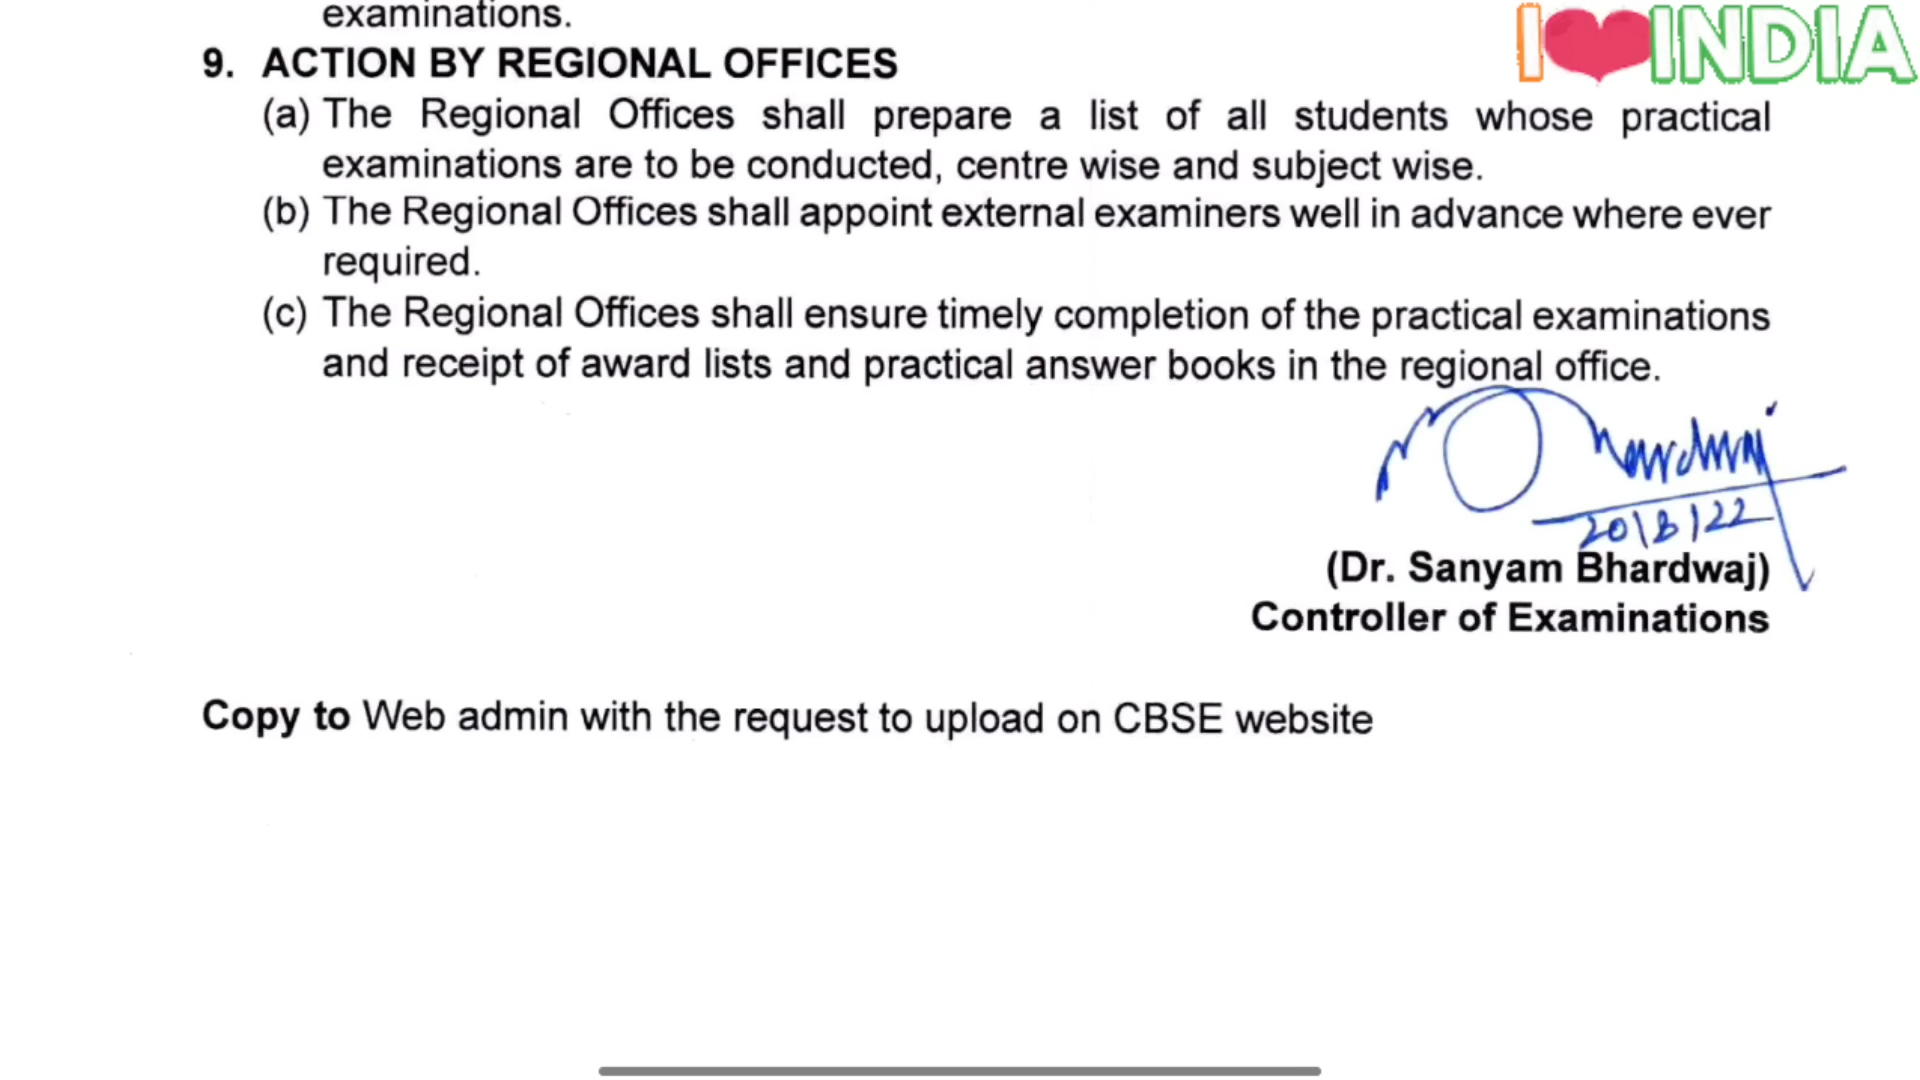 examinations.
I INDIA
9. ACTION BY REGIONAL OFFICES
(a) The Regional Offices shall prepare a list of all students whose practical
examinations are to be conducted, centre wise and subject wise.
(b) The Regional Offices shall appoint external examiners well in advance where ever
required.
(c) The Regional Offices shall ensure timely completion of the practical examinations
and receipt of award lists and practical answer books in the regional office.
20/8/22
(Dr. Sanyam Bhardwaj)
Controller of Examinations
Copy to Web admin with the request to upload on CBSE website